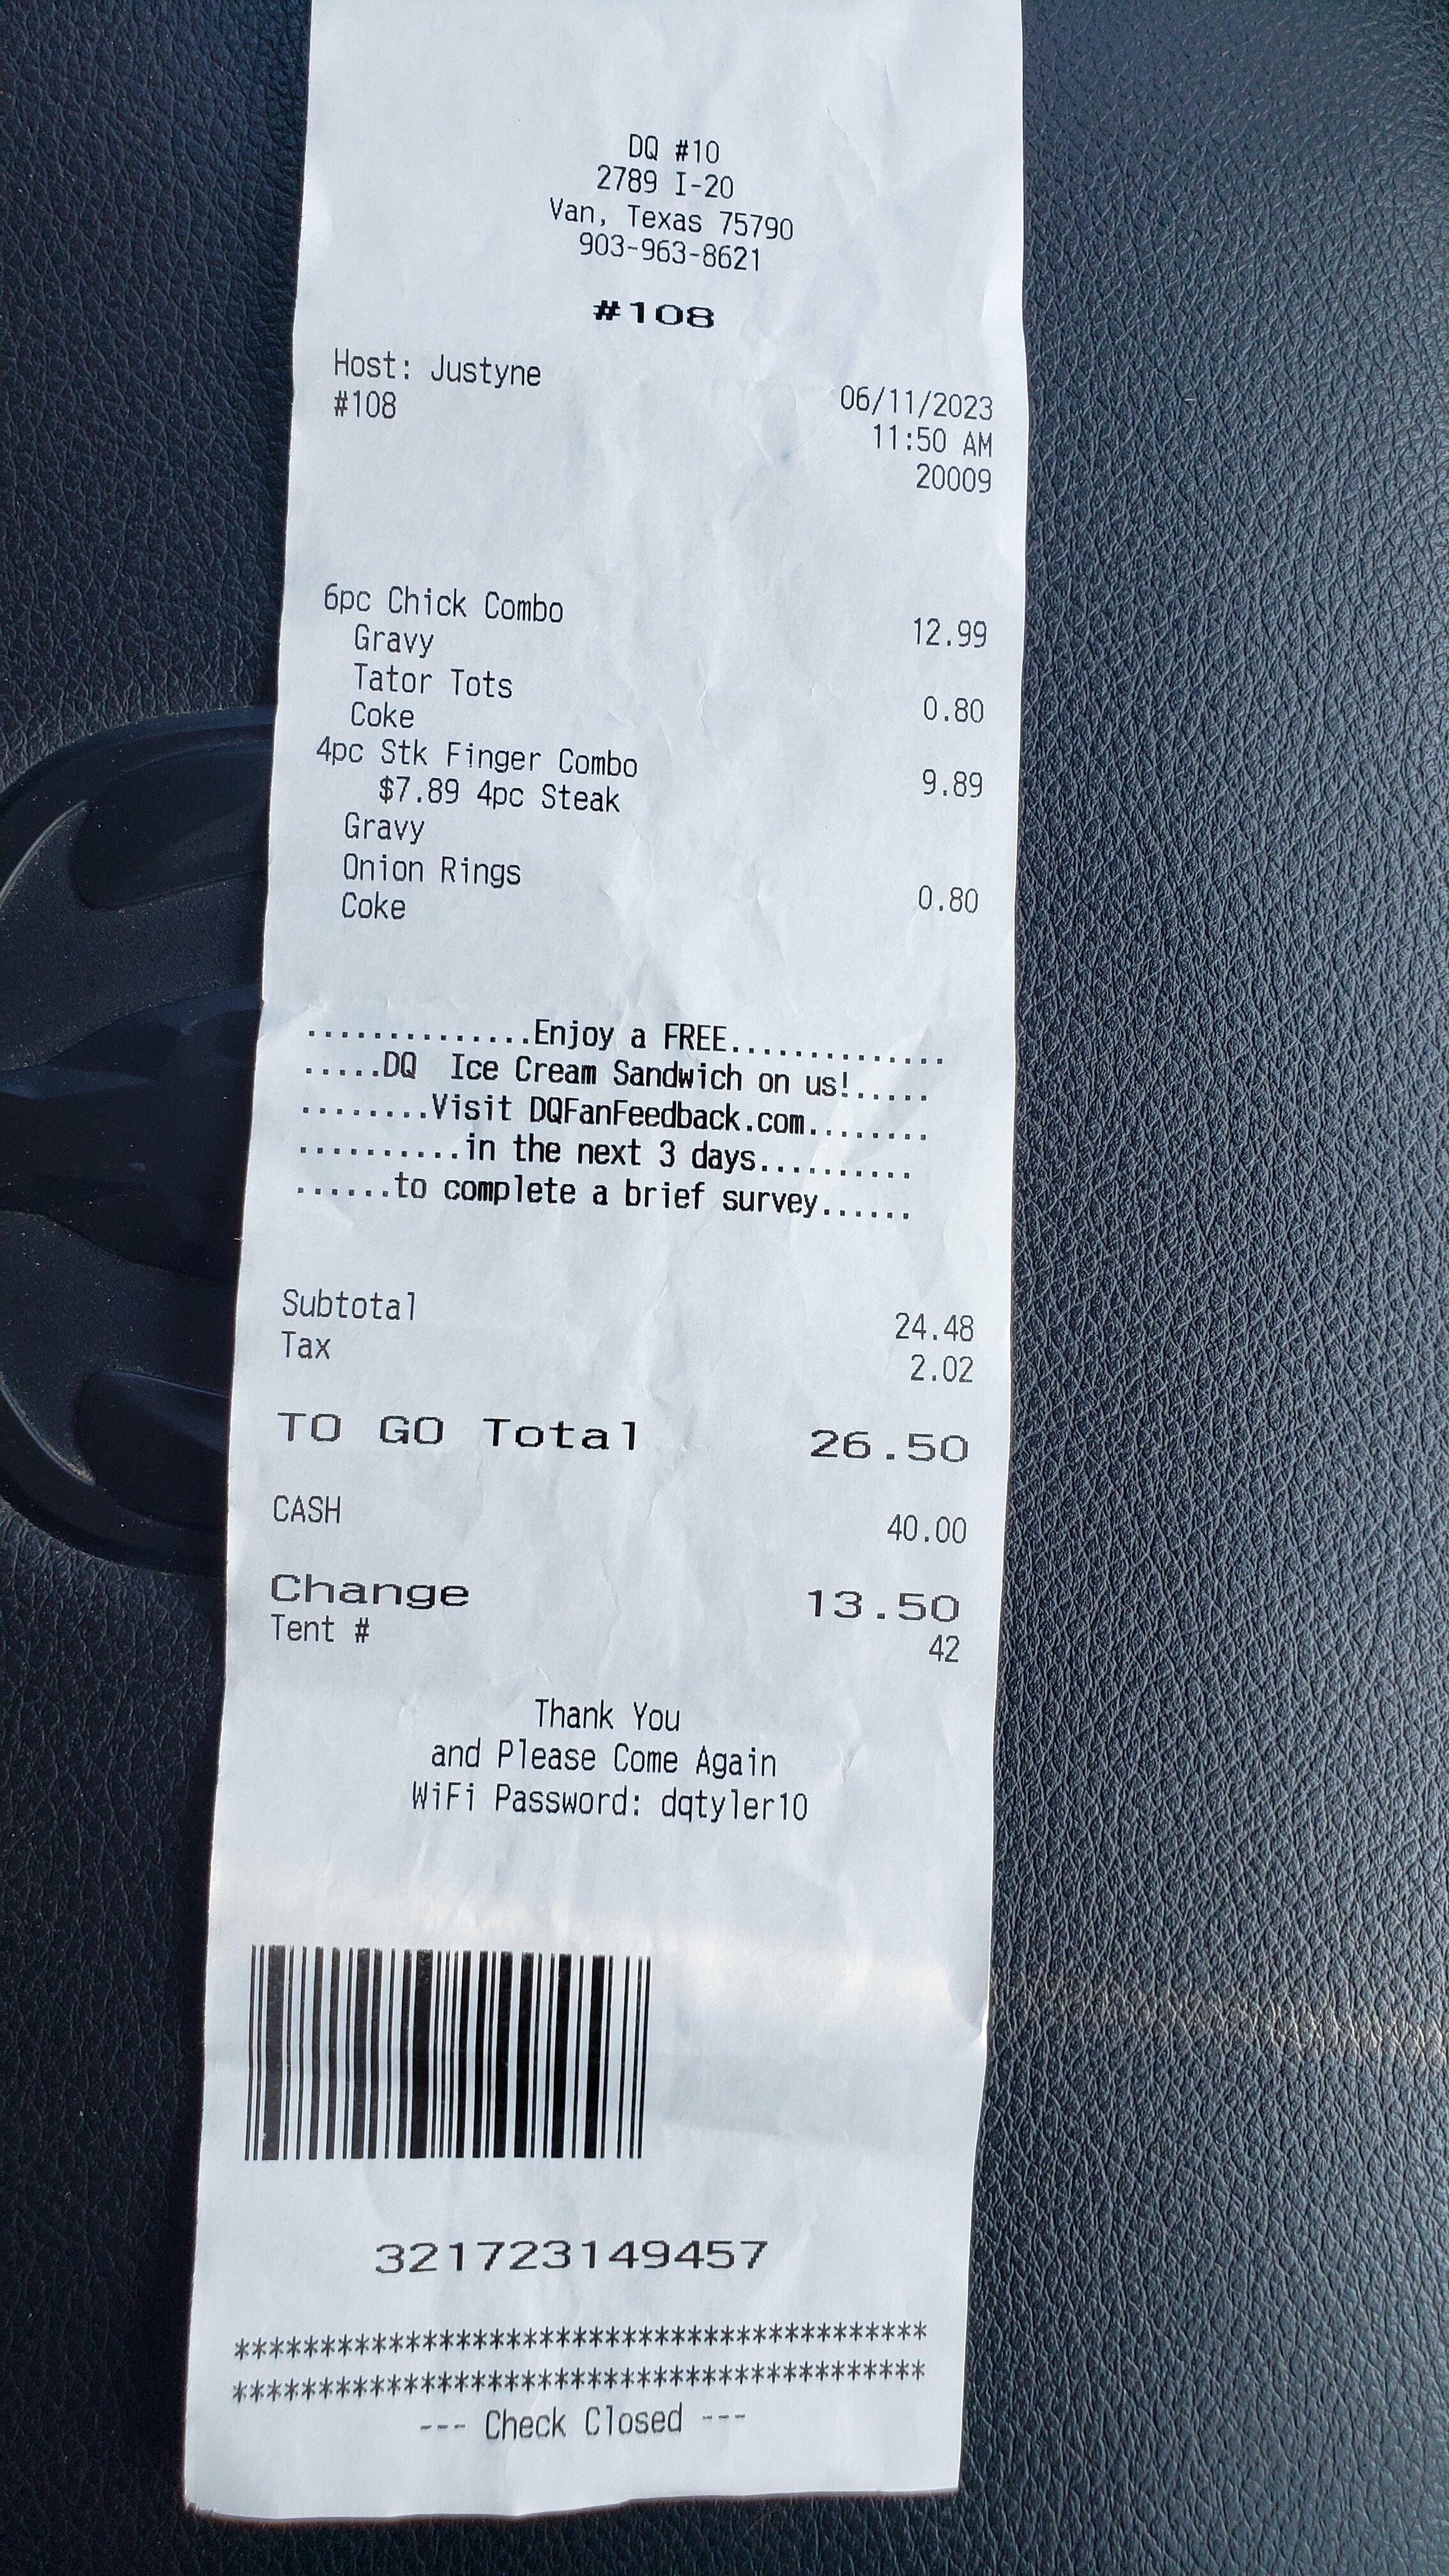 DQ #10
2789 I-20
Van, Texas 75790
903-963-8621
#108
Host: Justyne 06/11/2023
#108 11:50 AM
20009
6pc Chick Combo 12.99
Gravy
Tator Tots 0.80
Coke
4pc Stk Finger Combo 9.89
$7.89 4pc Steak
Gravy
Onion Rings 0.80
Coke
..............Enjoy a FREE..............
.....DQ  Ice Cream Sandwich on us!.....
........Visit DQFanFeedback.com........
..........in the next 3 days..........
......to complete a brief survey......
Subtotal 24.48
Tax 2.02
TO GO Total 26.50
CASH 40.00
Change 13.50
Tent # 42
Thank You
and Please Come Again
WiFi Password: dqtyler10
321723149457
****************************************
****************************************
--- Check Closed ---